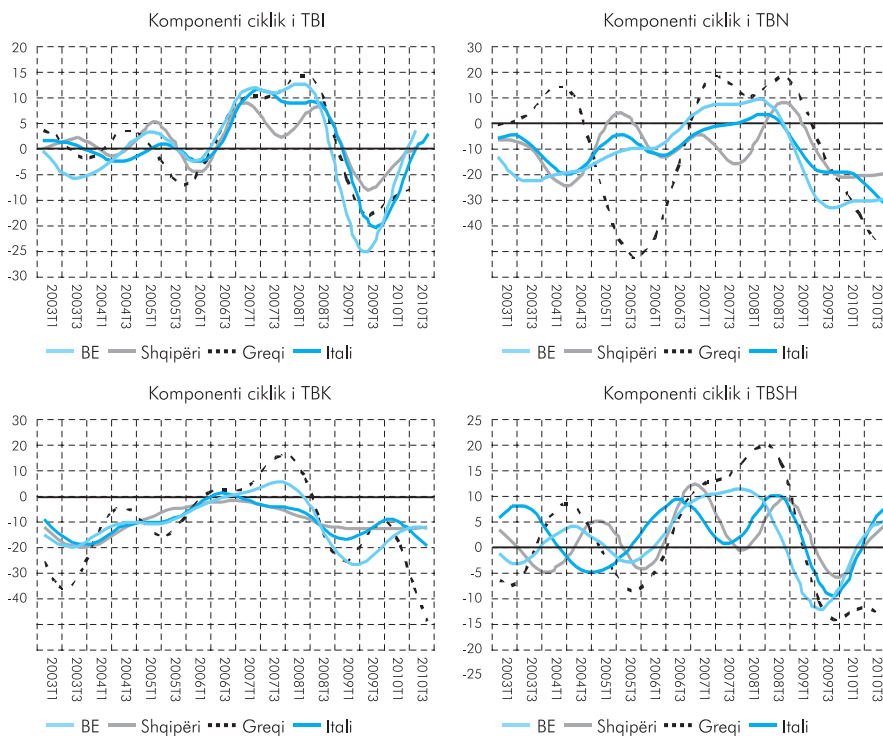 Komponenti ciklik i TBI
20
15
10
5
0
-5
-10
-15
-20
-25
-30
2003T1
2003T3
2004T1
2004T3
2005T1
2005T3
2006T1
2006T3
2007T1
2007T3
2008T1
2008T3
2009T1
2009T3
2010T1
2010T3
BE Shqipëri Greqi Itali
Komponenti ciklik i TBN
30
20
10
0
-10
-20
-30
-40
2003T1
2003T3
2004T1
2004T3
2005T1
2005T3
2006T1
2006T3
2007T1
2007T3
2008T1
2008T3
2009T1
2009T3
2010T1
2010T3
BE Shqipëri Greqi Itali
Komponenti ciklik i TBK
30
20
10
0
-10
-20
-30
-40
2003T1
2003T3
2004T1
2004T3
2005T1
2005T3
2006T1
2006T3
2007T1
2007T3
2008T1
2008T3
2009T1
2009T3
2010T1
2010T3
BE Shqipëri Greqi Itali
Komponenti ciklik i TBSH
25
20
15
10
5
0
-5
-10
-15
-20
-25
2003T1
2003T3
2004T1
2004T3
2005T1
2005T3
2006T1
2006T3
2007T1
2007T3
2008T1
2008T3
2009T1
2009T3
2010T1
2010T3
BE Shqipëri Greqi Itali